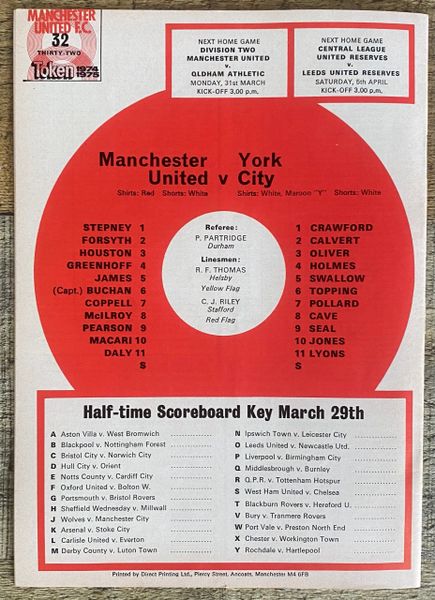 MANCHESTER
UNITED F.C.
32
THIRTY-TWO
Token 1974
1975
NEXT HOME GAME
DIVISION TWO
MANCHESTER UNITED
v.
OLDHAM ATHLETIC
MONDAY, 31st MARCH
KICK-OFF 3.00 p.m.
NEXT HOME GAME
CENTRAL LEAGUE
UNITED RESERVES
v.
LEEDS UNITED RESERVES
SATURDAY, 5th APRIL
KICK-OFF 3.00 p.m.
Manchester York
United v City
Shirts: Red Shorts: White
Shirts: White, Maroon "Y" Shorts: White
STEPNEY 1
FORSYTH 2
HOUSTON 3
GREENHOFF 4
JAMES 5
(Capt.) BUCHAN 6
COPPELL 7
McILROY 8
PEARSON 9
MACARI 10
DALY 11
S
Referee:
P. PARTRIDGE
Durham
Linesmen:
R. F. THOMAS
Helsby
Yellow Flag
C. J. RILEY
Stafford
Red Flag
1 CRAWFORD
2 CALVERT
3 OLIVER
4 HOLMES
5 SWALLOW
6 TOPPING
7 POLLARD
8 CAVE
9 SEAL
10 JONES
11 LYONS
S
Half-time Scoreboard Key March 29th
A Aston Villa v. West Bromwich
B Blackpool v. Nottingham Forest
C Bristol City v. Norwich City
D Hull City v. Orient
E Notts County v. Cardiff City
F Oxford United v. Bolton W.
G Portsmouth v. Bristol Rovers
H Sheffield Wednesday v. Millwall
J Wolves v. Manchester City
K Arsenal v. Stoke City
L Carlisle United v. Everton
M Derby County v. Luton Town
N Ipswich Town v. Leicester City
O Leeds United v. Newcastle Utd.
P Liverpool v. Birmingham City
Q Middlesbrough v. Burnley
R Q.P.R. v. Tottenham Hotspur
S West Ham United v. Chelsea
T Blackburn Rovers v. Hereford U.
V Bury v. Tranmere Rovers
W Port Vale v. Preston North End
X Chester v. Workington Town
Y Rochdale v. Hartlepool
Printed by Direct Printing Ltd., Piercy Street, Ancoats, Manchester M4 6FB